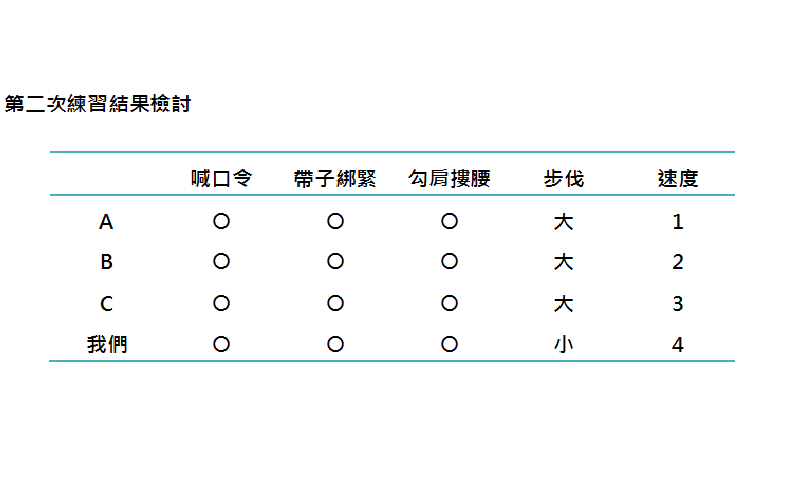 第二次練習結果檢討
喊口令 帶子綁緊 勾肩摟腰 步伐 速度
A 〇 〇 〇 大 1
B 〇 〇 〇 大 2
C 〇 〇 〇 大 3
我們 〇 〇 〇 小 4